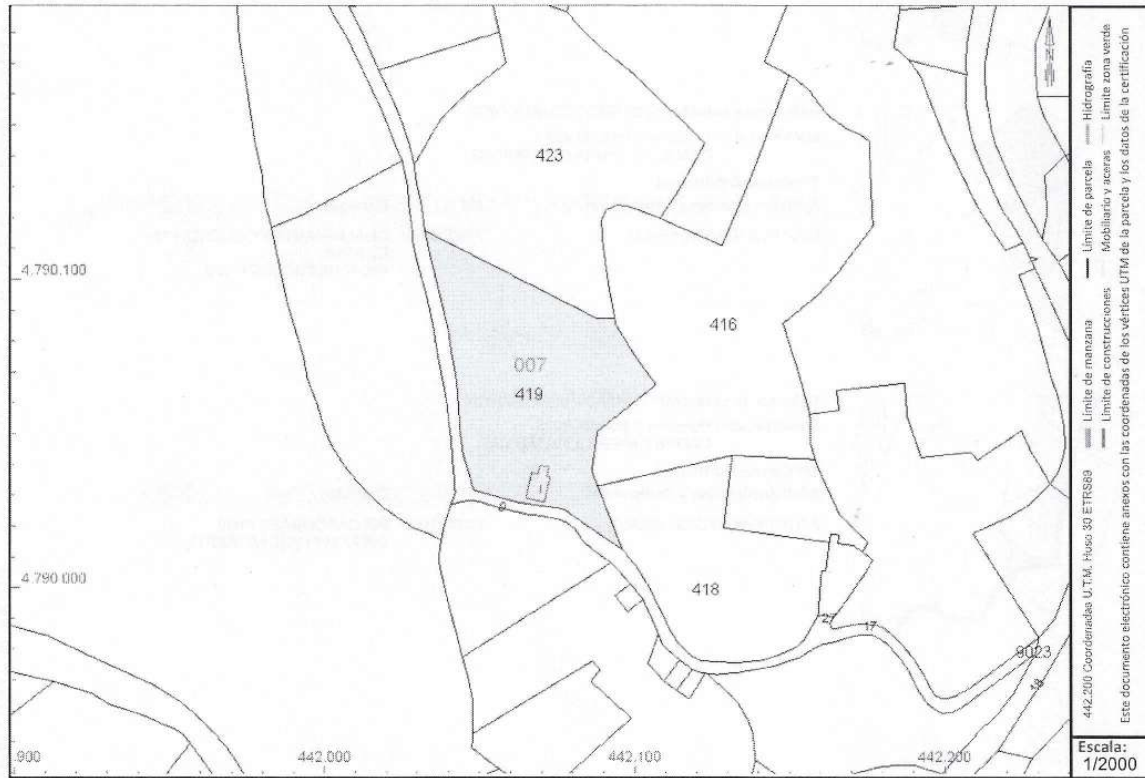 423
4.790.100
416
007
419
I
9
4.790.000
418
27
17
9023
18
.900
442.000
442.100
442.200
N
442.200 Coordenadas U.T.M. Huso 30 ETRS89
Límite de manzana
Límite de parcela
Hidrografía
Límite de construcciones
Mobiliario y aceras
Límite zona verde
Este documento electrónico contiene anexos con las coordenadas de los vértices UTM de la parcela y los datos de la certificación
Escala:
1/2000